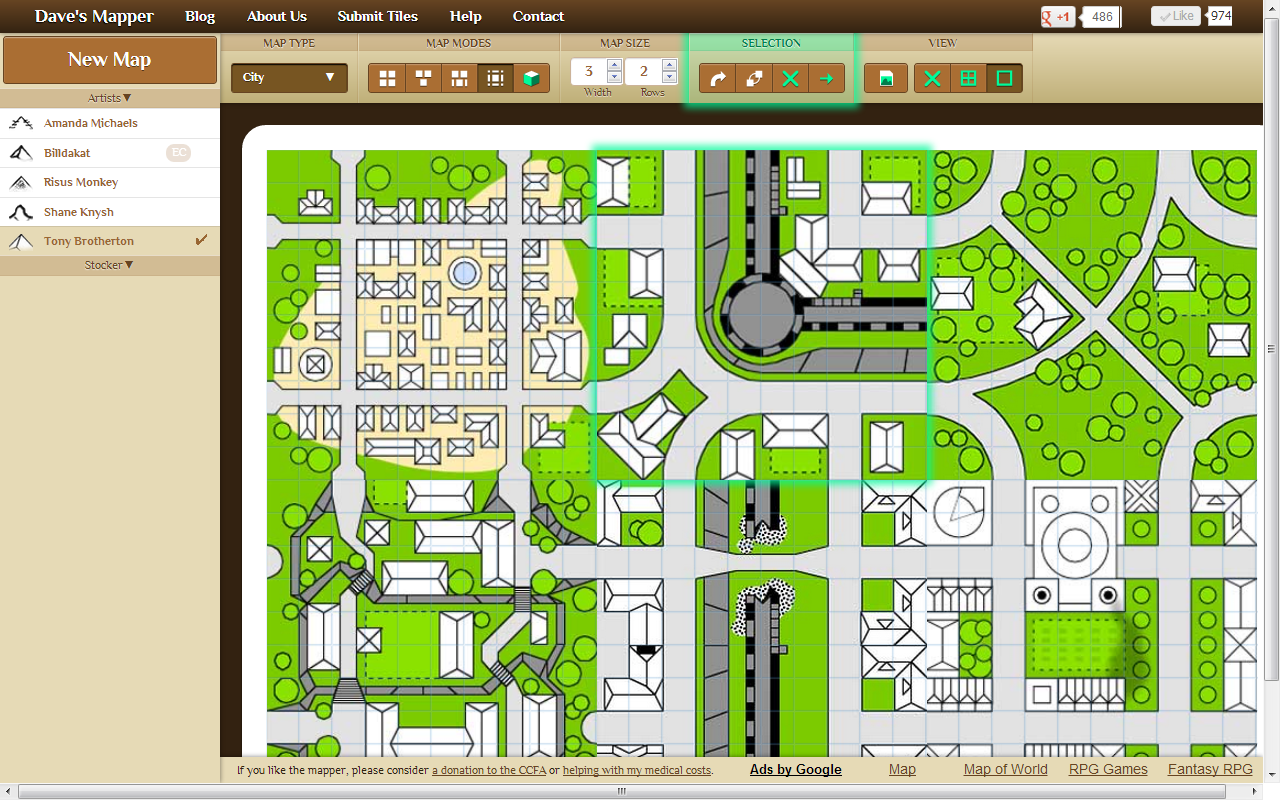 Dave's Mapper Blog About Us Submit Tiles Help Contact +1 486 Like 974
New Map
Artists▼
Amanda Michaels
Billdakat EC
Risus Monkey
Shane Knysh
Tony Brotherton
Stocker▼
MAP TYPE MAP MODES MAP SIZE SELECTION VIEW
City 3 2
Width Rows
If you like the mapper, please consider a donation to the CCFA or helping with my medical costs. Ads by Google Map Map of World RPG Games Fantasy RPG